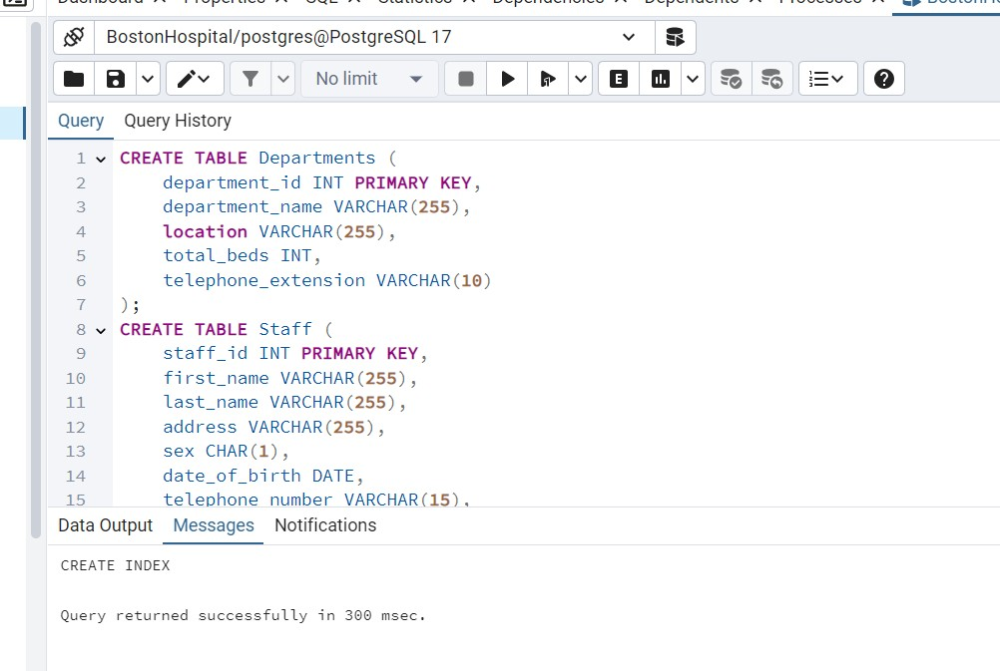 Dashboard Properties SQL Statistics Dependencies Dependents Processes
BostonHospital/postgres@PostgreSQL 17
No limit
E
Query Query History
1 CREATE TABLE Departments (
2 department_id INT PRIMARY KEY,
3 department_name VARCHAR(255),
4 location VARCHAR(255),
5 total_beds INT,
6 telephone_extension VARCHAR(10)
7 );
8 CREATE TABLE Staff (
9 staff_id INT PRIMARY KEY,
10 first_name VARCHAR(255),
11 last_name VARCHAR(255),
12 address VARCHAR(255),
13 sex CHAR(1),
14 date_of_birth DATE,
15 telephone_number VARCHAR(15),
Data Output Messages Notifications
CREATE INDEX
Query returned successfully in 300 msec.